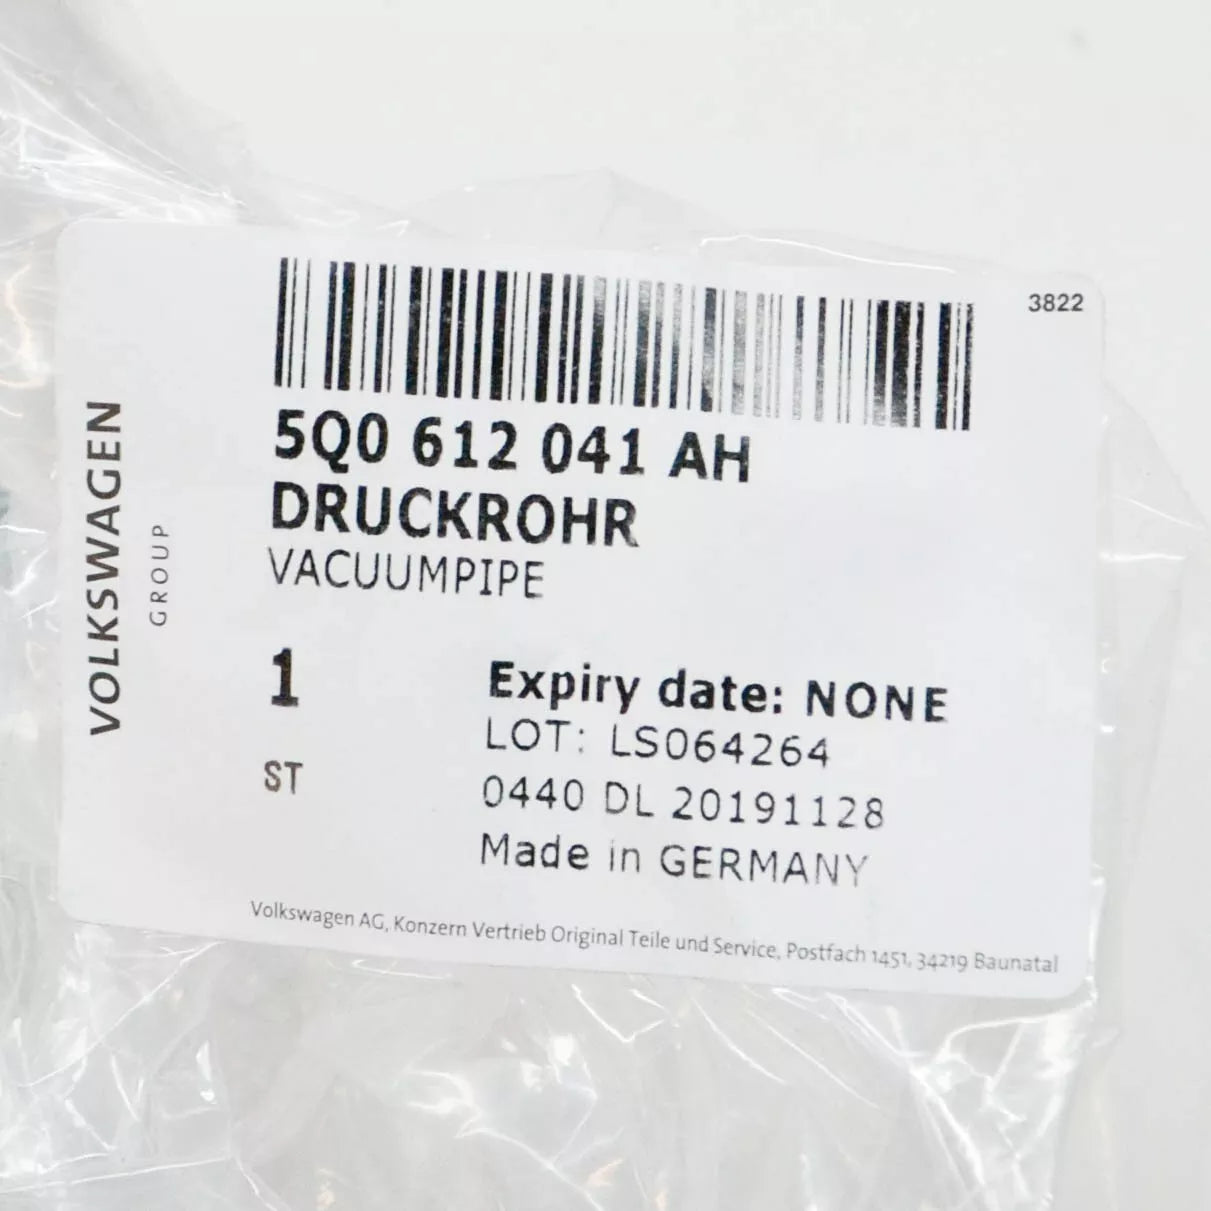 3822
5Q0 612 041 AH
DRUCKROHR
VACUUMPIPE
VOLKSWAGEN
GROUP
1
ST
Expiry date: NONE
LOT: LS064264
0440 DL 20191128
Made in GERMANY
Volkswagen AG, Konzern Vertrieb Original Teile und Service, Postfach 1451, 34219 Baunatal